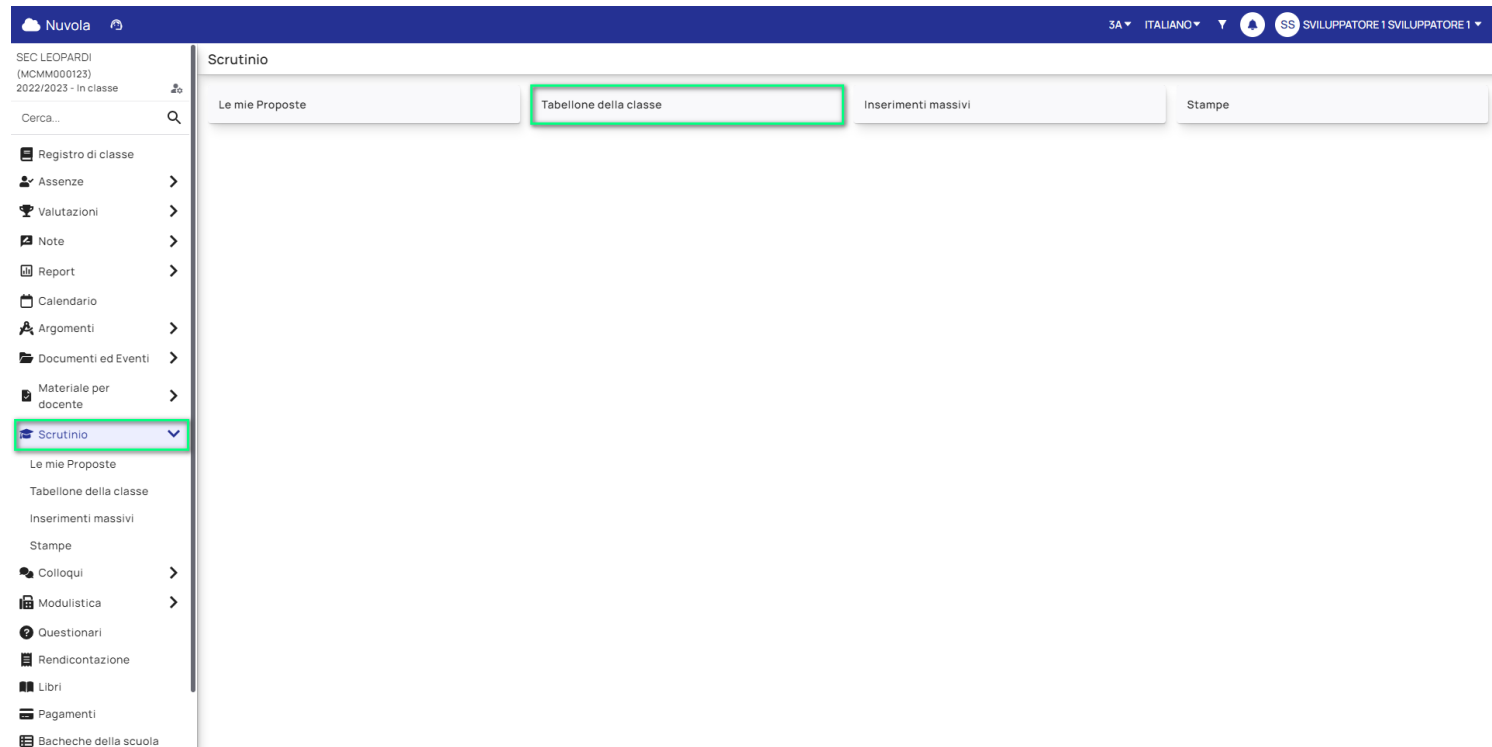 Nuvola
3A
ITALIANO
SS
SVILUPPATORE 1 SVILUPPATORE 1
SEC LEOPARDI
(MCMM000123)
2022/2023 - In classe
Cerca...
Registro di classe
Assenze
Valutazioni
Note
Report
Calendario
Argomenti
Documenti ed Eventi
Materiale per
docente
Scrutinio
Le mie Proposte
Tabellone della classe
Inserimenti massivi
Stampe
Colloqui
Modulistica
Questionari
Rendicontazione
Libri
Pagamenti
Bacheche della scuola
Scrutinio
Le mie Proposte
Tabellone della classe
Inserimenti massivi
Stampe